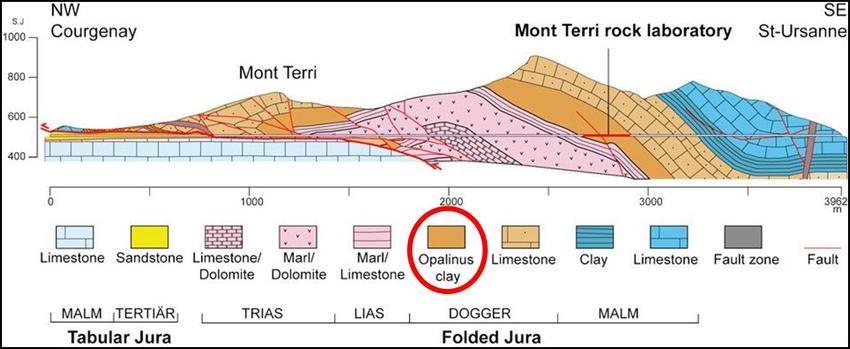 NW
SE
S.J
Courgenay
Mont Terri rock laboratory
St-Ursanne
1000
800
Mont Terri
600
400
0
1000
2000
3000
3962
m
Limestone
Sandstone
Limestone/
Dolomite
Marl/
Dolomite
Marl/
Limestone
Opalinus
clay
Limestone
Clay
Limestone
Fault zone
Fault
MALM
TERTIÄR
TRIAS
LIAS
DOGGER
MALM
Tabular Jura
Folded Jura